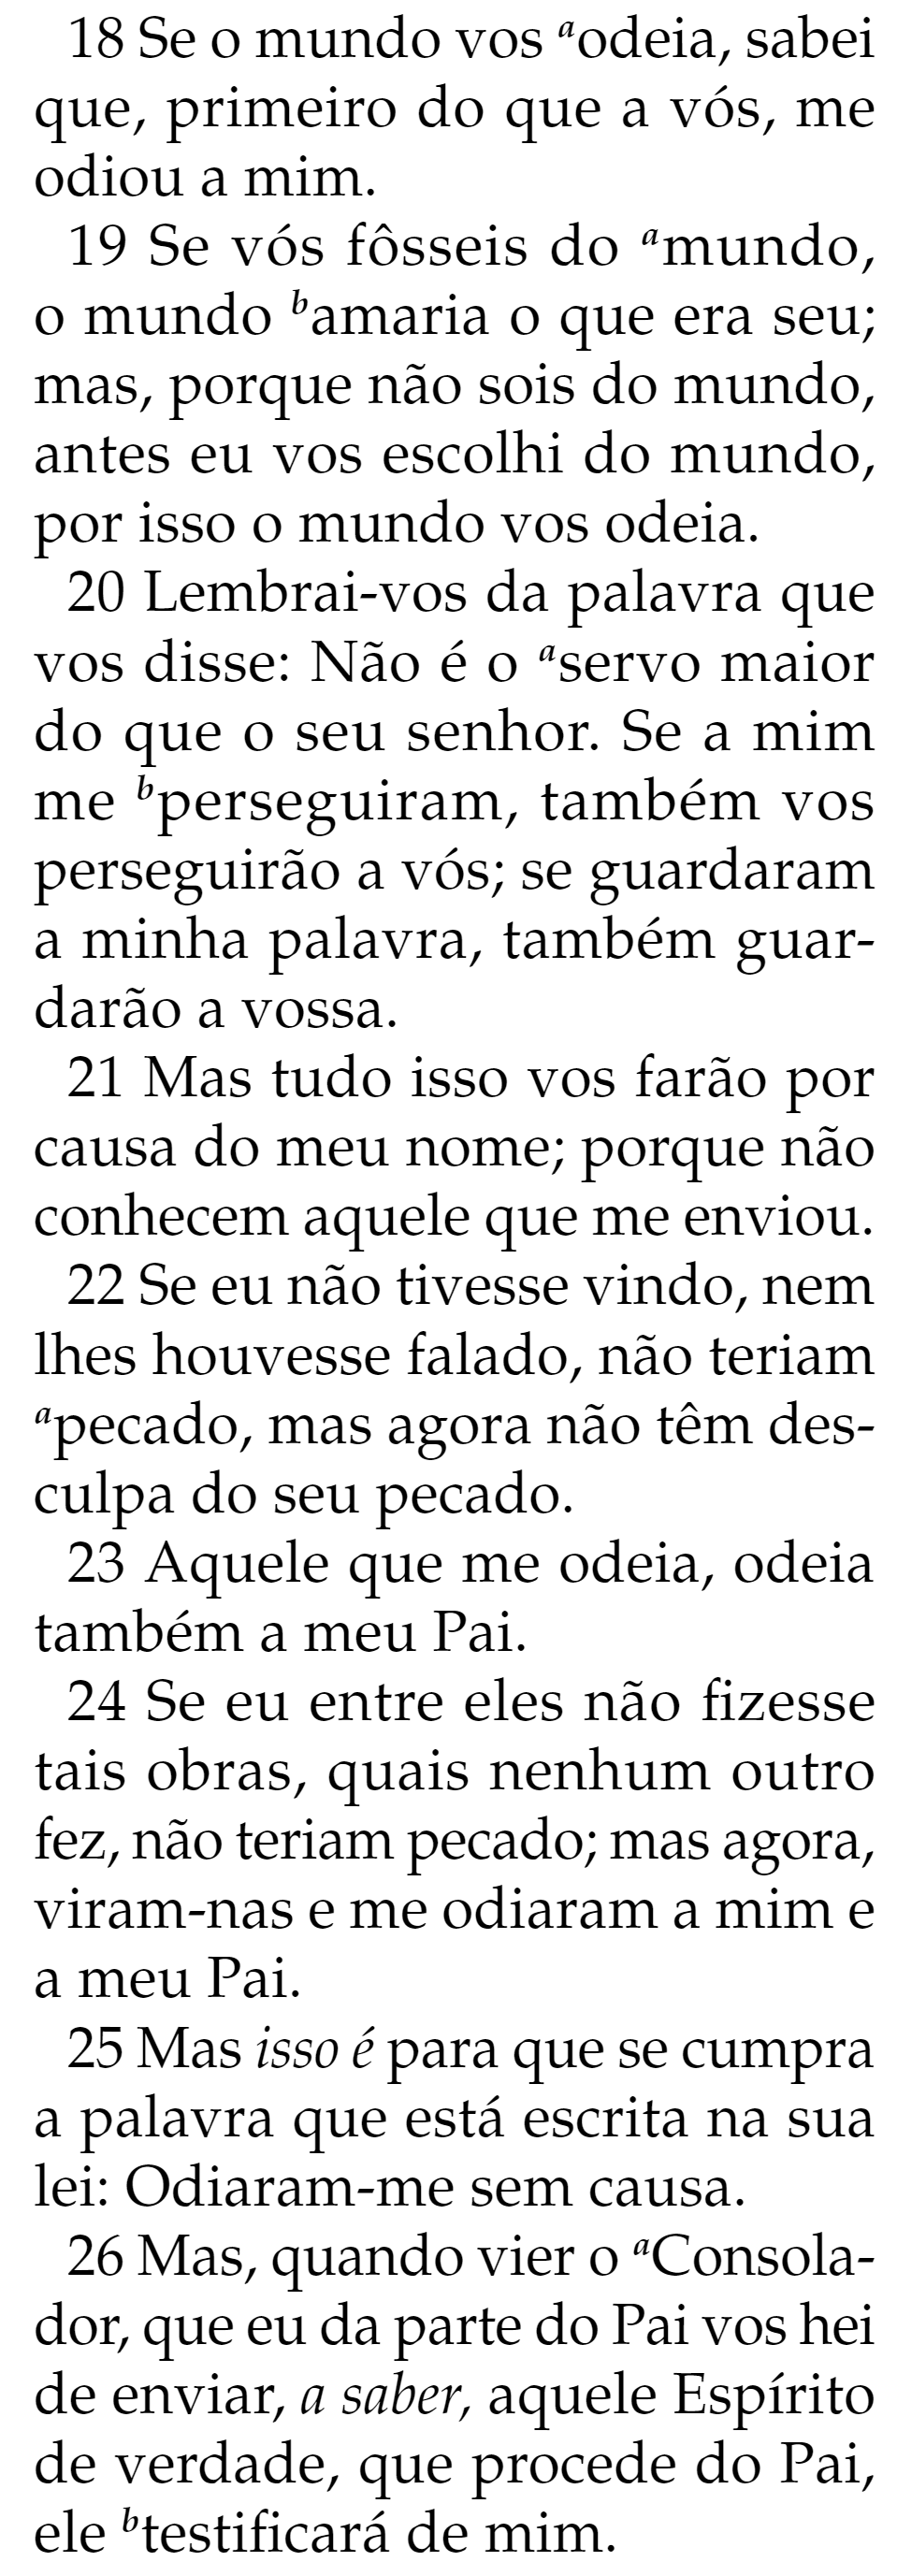 18 Se o mundo vos ᵃodeia, sabei
que, primeiro do que a vós, me
odiou a mim.
19 Se vós fôsseis do ᵃmundo,
o mundo ᵇamaria o que era seu;
mas, porque não sois do mundo,
antes eu vos escolhi do mundo,
por isso o mundo vos odeia.
20 Lembrai-vos da palavra que
vos disse: Não é o ᵃservo maior
do que o seu senhor. Se a mim
me ᵇperseguiram, também vos
perseguirão a vós; se guardaram
a minha palavra, também guar-
darão a vossa.
21 Mas tudo isso vos farão por
causa do meu nome; porque não
conhecem aquele que me enviou.
22 Se eu não tivesse vindo, nem
lhes houvesse falado, não teriam
ᵃpecado, mas agora não têm des-
culpa do seu pecado.
23 Aquele que me odeia, odeia
também a meu Pai.
24 Se eu entre eles não fizesse
tais obras, quais nenhum outro
fez, não teriam pecado; mas agora,
viram-nas e me odiaram a mim e
a meu Pai.
25 Mas isso é para que se cumpra
a palavra que está escrita na sua
lei: Odiaram-me sem causa.
26 Mas, quando vier o ᵃConsola-
dor, que eu da parte do Pai vos hei
de enviar, a saber, aquele Espírito
de verdade, que procede do Pai,
ele ᵇtestificará de mim.